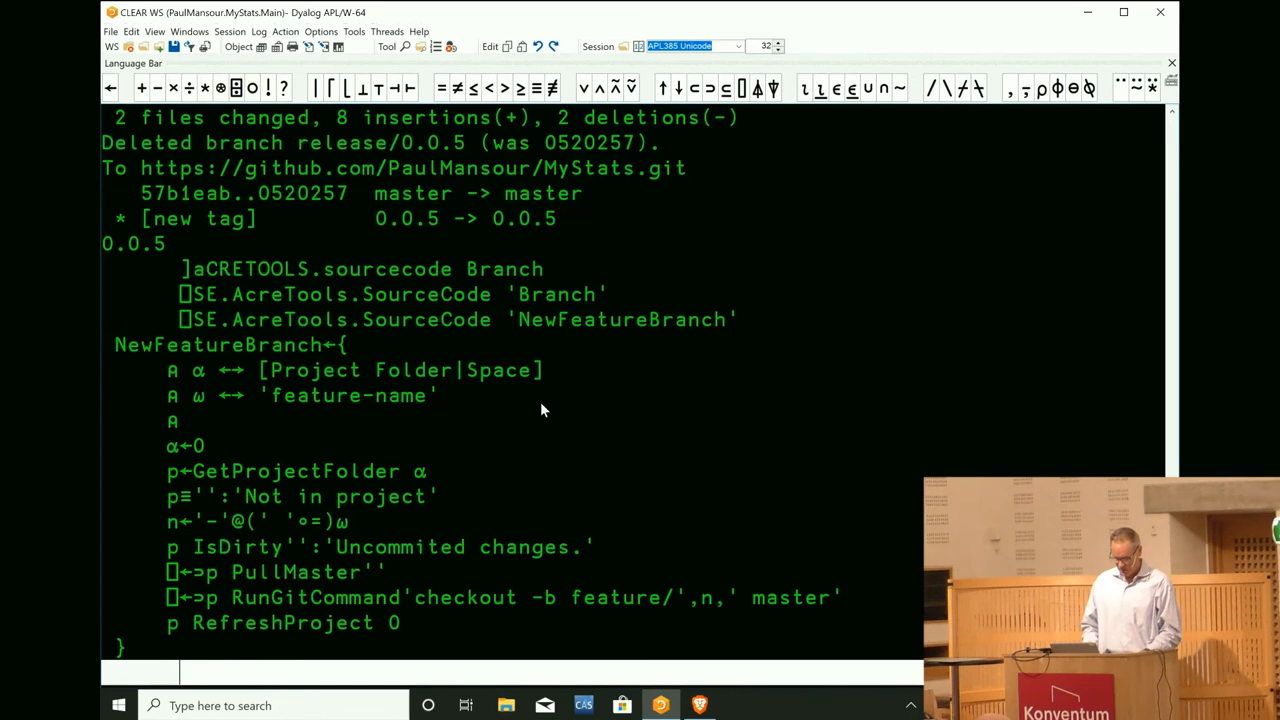 CLEAR WS (PaulMansour.MyStats.Main)- Dyalog APL/W-64
File Edit View Windows Session Log Action Options Tools Threads Help
WS Object Tool Edit Session APL385 Unicode 32
Language Bar
← + - × ÷ * ⍟ ⌹ ○ ! ? | ⌈ ⌊ ⊥ ⊤ ⊣ ⊢ = ≠ ≤ < > ≥ ≡ ≢ ∨ ∧ ⍲ ⍱ ↑ ↓ ⊂ ⊃ ⊆ ⌷ ⍋ ⍒ ⍳ ⍸ ∊ ⍷ ∪ ∩ ~ / \ ⌿ ⍀ , ⍪ ⍴ ⌽ ⊖ ⍉ ¨ ⍨ ⍣
2 files changed, 8 insertions(+), 2 deletions(-)
Deleted branch release/0.0.5 (was 0520257).
To https://github.com/PaulMansour/MyStats.git
57b1eab..0520257 master -> master
* [new tag] 0.0.5 -> 0.0.5
0.0.5
]aCRETOOLS.sourcecode Branch
⎕SE.AcreTools.SourceCode 'Branch'
⎕SE.AcreTools.SourceCode 'NewFeatureBranch'
NewFeatureBranch←{
⍝ ⍺ ←→ [Project Folder|Space]
⍝ ⍵ ←→ 'feature-name'
⍝
⍺←0
p←GetProjectFolder ⍺
p≡'':'Not in project'
n←'-'@(' '∘=)⍵
p IsDirty'':'Uncommited changes.'
⎕←⊃p PullMaster''
⎕←⊃p RunGitCommand'checkout -b feature/',n,' master'
p RefreshProject 0
}
Type here to search
CAS
Konventum